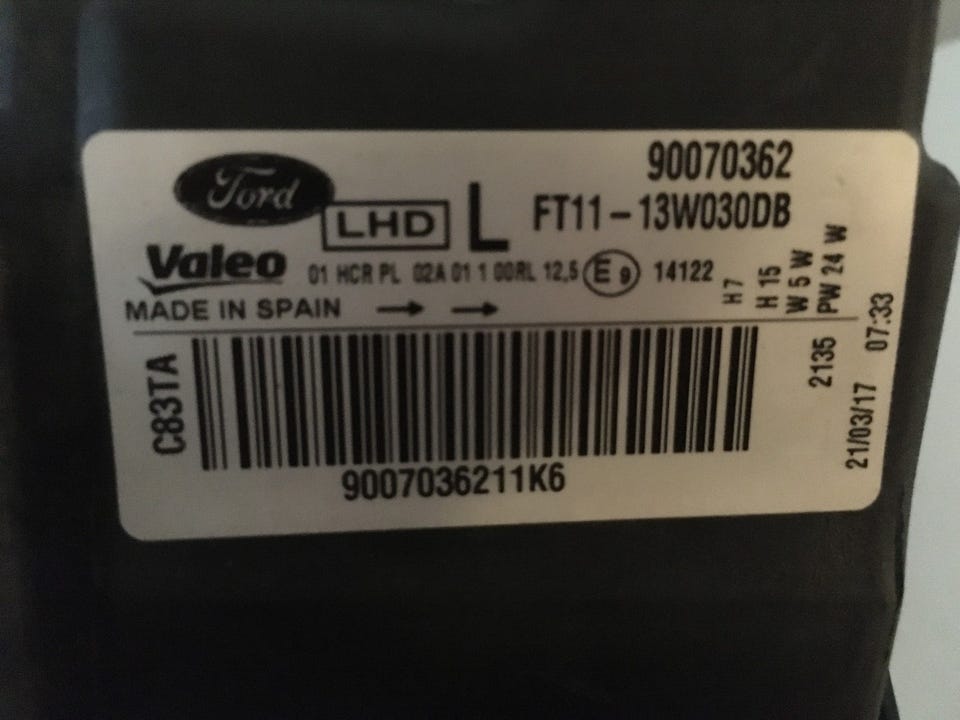 90070362
Ford
LHD L FT11-13W030DB
Valeo 01 HCR PL 02A 01 1 00RL 12,5 E9 14122
MADE IN SPAIN → →
H7
H 15
W 5 W
PW 24 W
C83TA
2135
21/03/17 07:33
9007036211K6